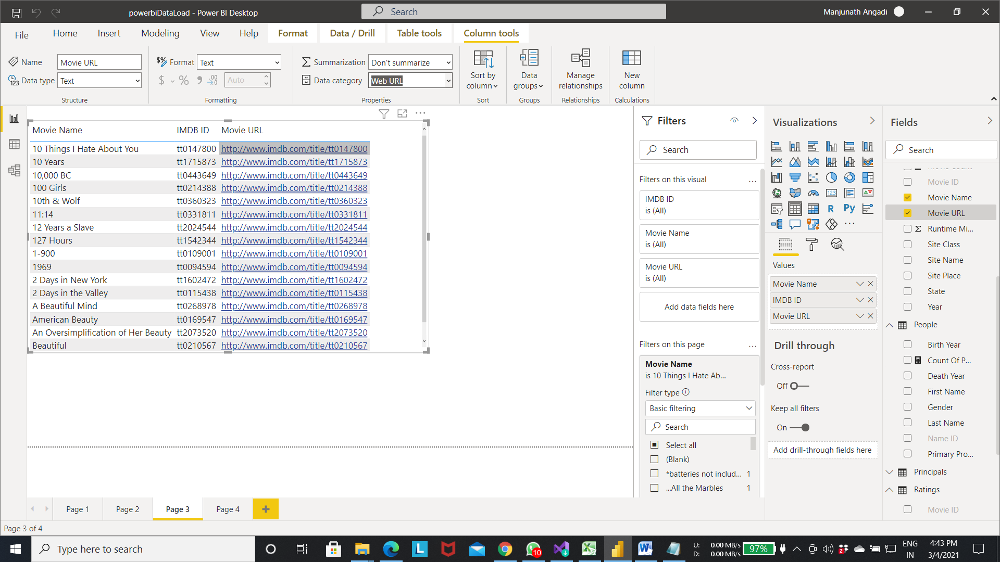 powerbiDataLoad - Power BI Desktop
Search
Manjunath Angadi
File
Home
Insert
Modeling
View
Help
Format
Data / Drill
Table tools
Column tools
Name
Movie URL
Data type
Text
Structure
Format
Text
$
%
Auto
Formatting
Summarization
Don't summarize
Data category
Web URL
Properties
Sort by
column
Sort
Data
groups
Groups
Manage
relationships
Relationships
New
column
Calculations
Movie Name IMDB ID Movie URL
10 Things I Hate About You tt0147800 http://www.imdb.com/title/tt0147800
10 Years tt1715873 http://www.imdb.com/title/tt1715873
10,000 BC tt0443649 http://www.imdb.com/title/tt0443649
100 Girls tt0214388 http://www.imdb.com/title/tt0214388
10th & Wolf tt0360323 http://www.imdb.com/title/tt0360323
11:14 tt0331811 http://www.imdb.com/title/tt0331811
12 Years a Slave tt2024544 http://www.imdb.com/title/tt2024544
127 Hours tt1542344 http://www.imdb.com/title/tt1542344
1-900 tt0109001 http://www.imdb.com/title/tt0109001
1969 tt0094594 http://www.imdb.com/title/tt0094594
2 Days in New York tt1602472 http://www.imdb.com/title/tt1602472
2 Days in the Valley tt0115438 http://www.imdb.com/title/tt0115438
A Beautiful Mind tt0268978 http://www.imdb.com/title/tt0268978
American Beauty tt0169547 http://www.imdb.com/title/tt0169547
An Oversimplification of Her Beauty tt2073520 http://www.imdb.com/title/tt2073520
Beautiful tt0210567 http://www.imdb.com/title/tt0210567
Filters
Search
Filters on this visual
IMDB ID
is (All)
Movie Name
is (All)
Movie URL
is (All)
Add data fields here
Filters on this page
Movie Name
is 10 Things I Hate Ab...
Filter type
Basic filtering
Search
Select all
(Blank)
*batteries not includ... 1
...All the Marbles 1
Visualizations
123
R
Py
Values
Movie Name
IMDB ID
Movie URL
Drill through
Cross-report
Off
Keep all filters
On
Add drill-through fields here
Fields
Search
Movie ID
Movie Name
Movie URL
Runtime Mi...
Site Class
Site Name
Site Place
State
Year
People
Birth Year
Count Of P...
Death Year
First Name
Gender
Last Name
Name ID
Primary Pro...
Principals
Ratings
Movie ID
Page 1
Page 2
Page 3
Page 4
+
Page 3 of 4
Type here to search
L
10
U: 0.00 MB/s
D: 0.00 MB/s
97%
2
ENG
IN
4:43 PM
3/4/2021